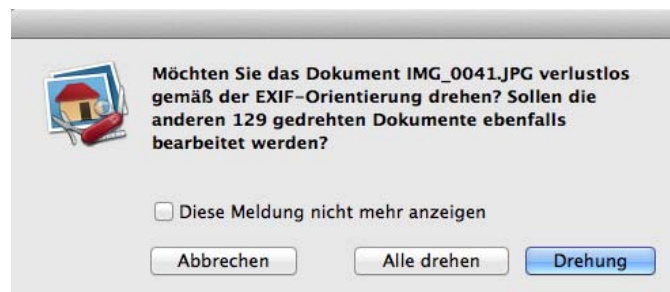 Möchten Sie das Dokument IMG_0041.JPG verlustlos
gemäß der EXIF-Orientierung drehen? Sollen die
anderen 129 gedrehten Dokumente ebenfalls
bearbeitet werden?
Diese Meldung nicht mehr anzeigen
Abbrechen Alle drehen Drehung